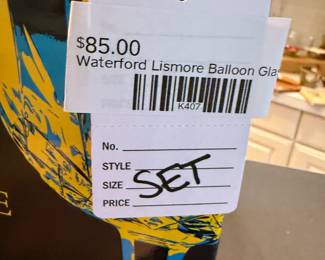 $85.00
Waterford Lismore Balloon Gla
K407
No.
STYLE
SIZE
PRICE
SET
E